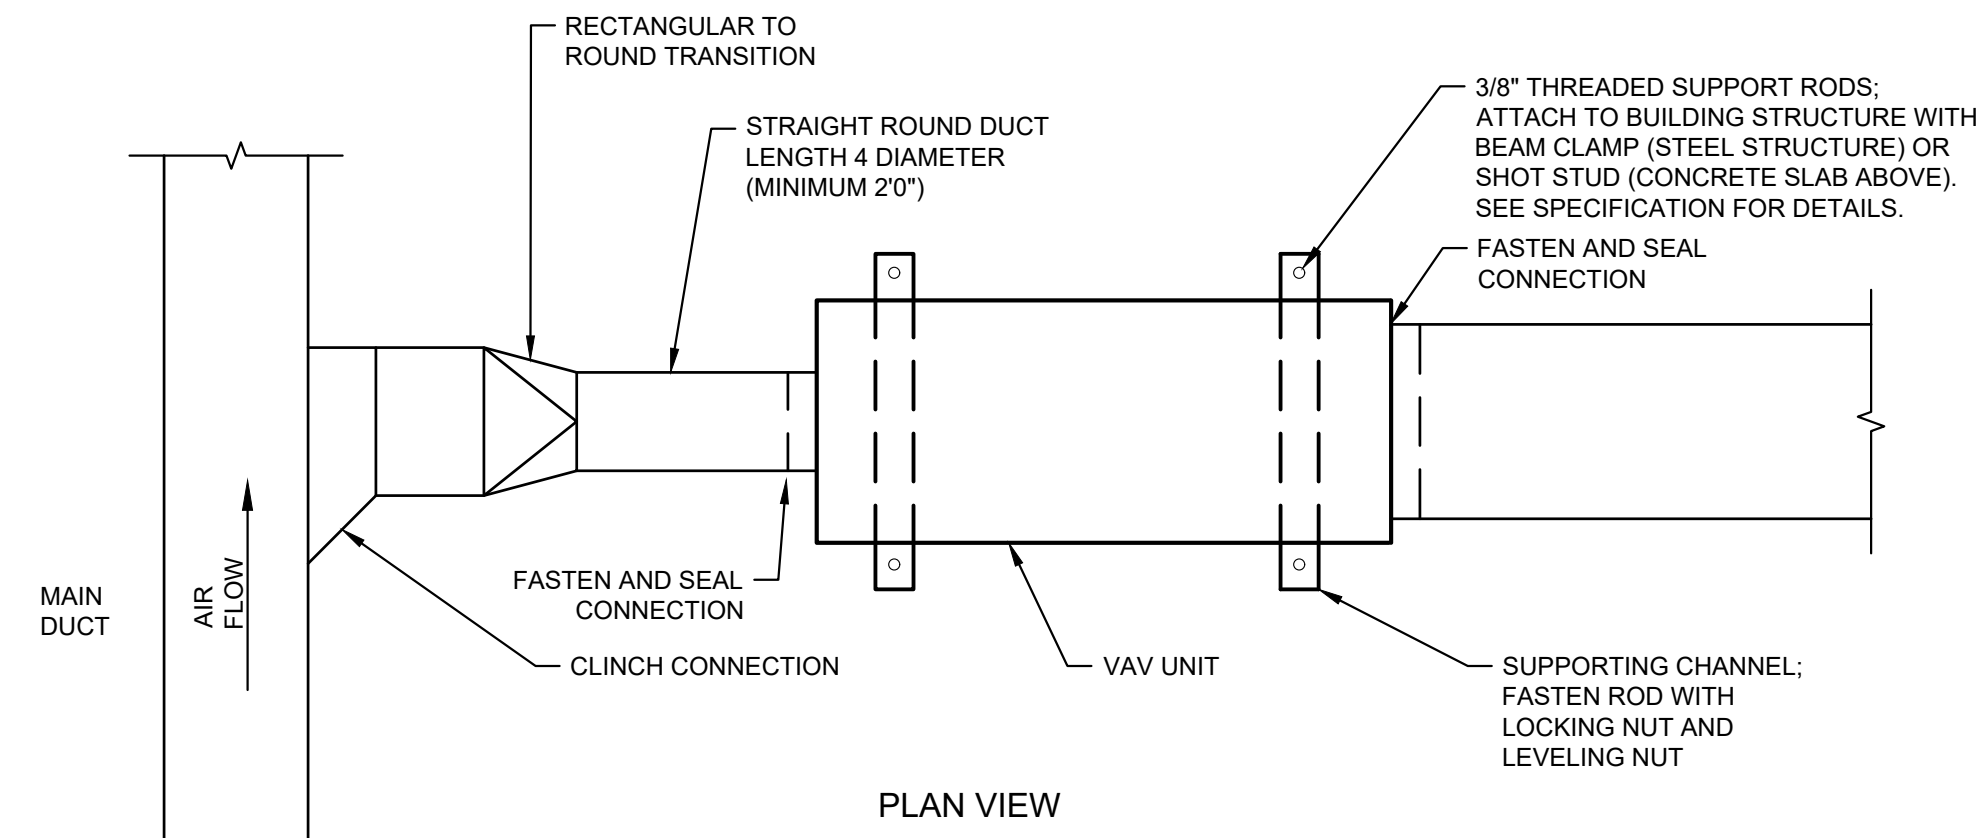 RECTANGULAR TO
ROUND TRANSITION
STRAIGHT ROUND DUCT
LENGTH 4 DIAMETER
(MINIMUM 2'0")
3/8" THREADED SUPPORT RODS;
ATTACH TO BUILDING STRUCTURE WITH
BEAM CLAMP (STEEL STRUCTURE) OR
SHOT STUD (CONCRETE SLAB ABOVE).
SEE SPECIFICATION FOR DETAILS.
FASTEN AND SEAL
CONNECTION
MAIN
DUCT
AIR
FLOW
FASTEN AND SEAL
CONNECTION
CLINCH CONNECTION
VAV UNIT
SUPPORTING CHANNEL;
FASTEN ROD WITH
LOCKING NUT AND
LEVELING NUT
PLAN VIEW